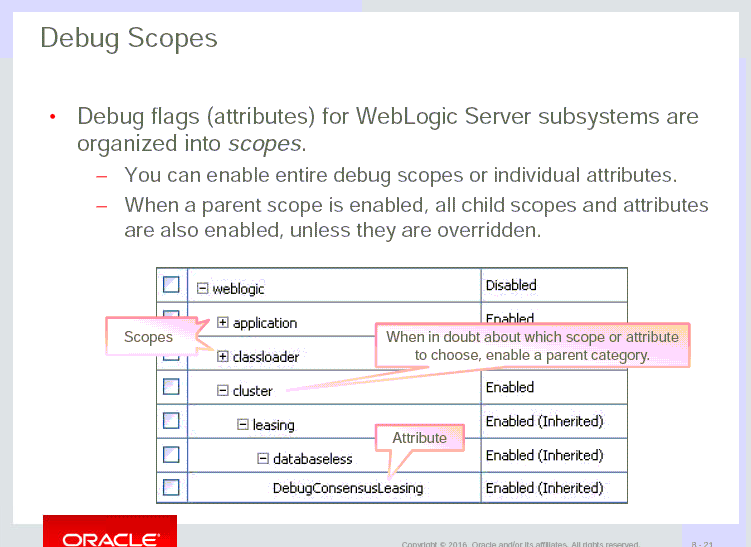 Debug Scopes
• Debug flags (attributes) for WebLogic Server subsystems are
organized into scopes.
– You can enable entire debug scopes or individual attributes.
– When a parent scope is enabled, all child scopes and attributes
are also enabled, unless they are overridden.
weblogic Disabled
application Enabled
Scopes
When in doubt about which scope or attribute
to choose, enable a parent category.
classloader
cluster Enabled
leasing Enabled (Inherited)
Attribute
databaseless Enabled (Inherited)
DebugConsensusLeasing Enabled (Inherited)
ORACLE
Copyright © 2016, Oracle and/or its affiliates. All rights reserved.
8 - 21